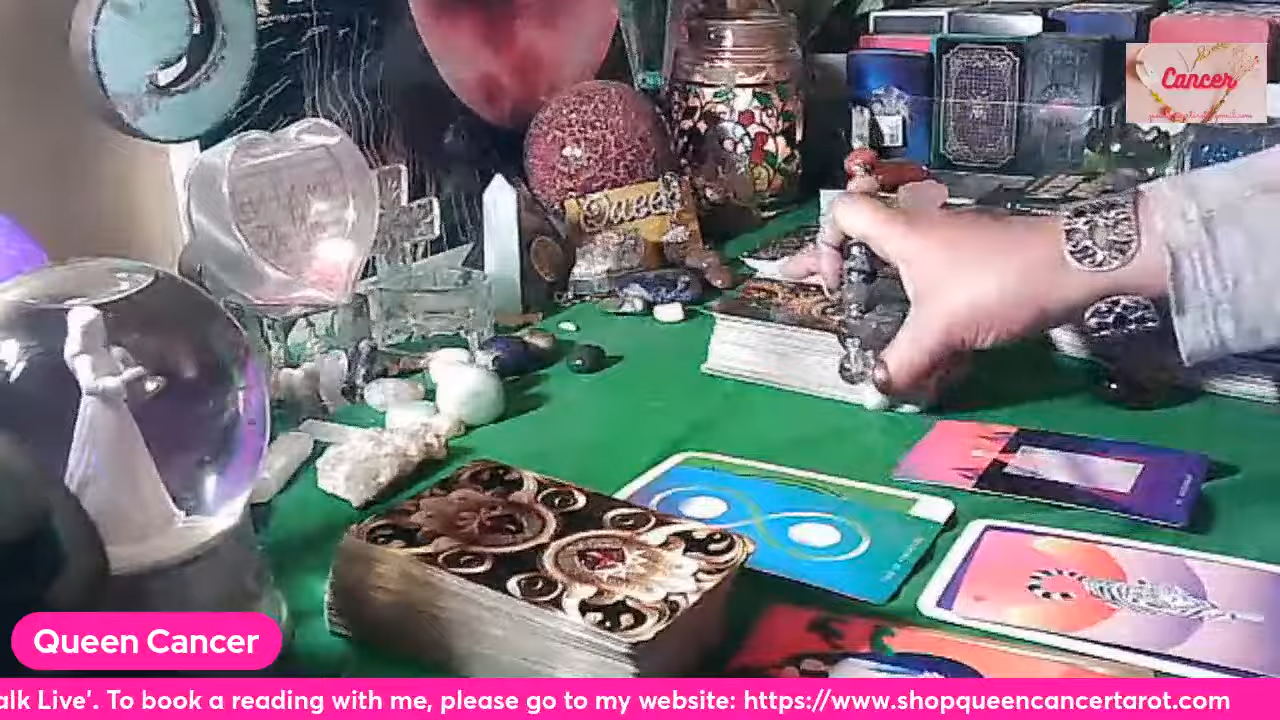 Cancer
Queen
Queen Cancer
alk Live'. To book a reading with me, please go to my website: https://www.shopqueencancertarot.com